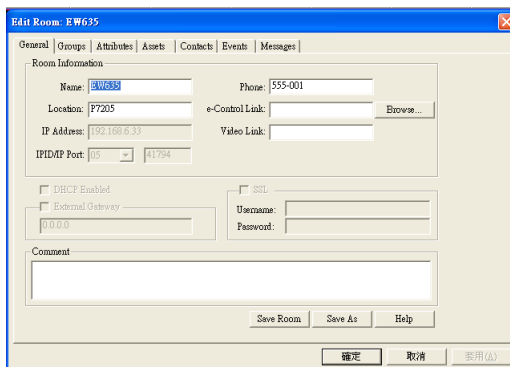 Edit Room: EW635
General Groups Attributes Assets Contacts Events Messages
Room Information
Name: EW635 Phone: 555-001
Location: P7205 e-Control Link: Browse...
IP Address: 192.168.6.33 Video Link:
IPID/IP Port: 05 41794
DHCP Enabled SSL
External Gateway Username:
0.0.0.0 Password:
Comment
Save Room Save As Help
確定 取消 套用(A)